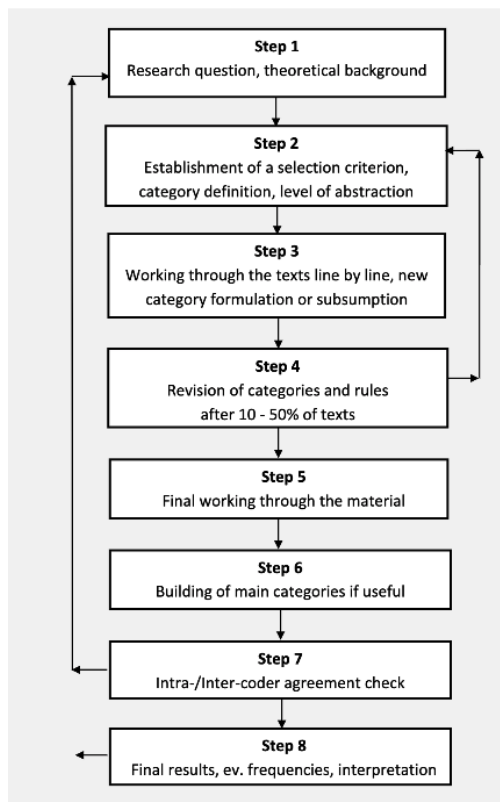 Step 1
Research question, theoretical background
Step 2
Establishment of a selection criterion,
category definition, level of abstraction
Step 3
Working through the texts line by line, new
category formulation or subsumption
Step 4
Revision of categories and rules
after 10 - 50% of texts
Step 5
Final working through the material
Step 6
Building of main categories if useful
Step 7
Intra-/Inter-coder agreement check
Step 8
Final results, ev. frequencies, interpretation